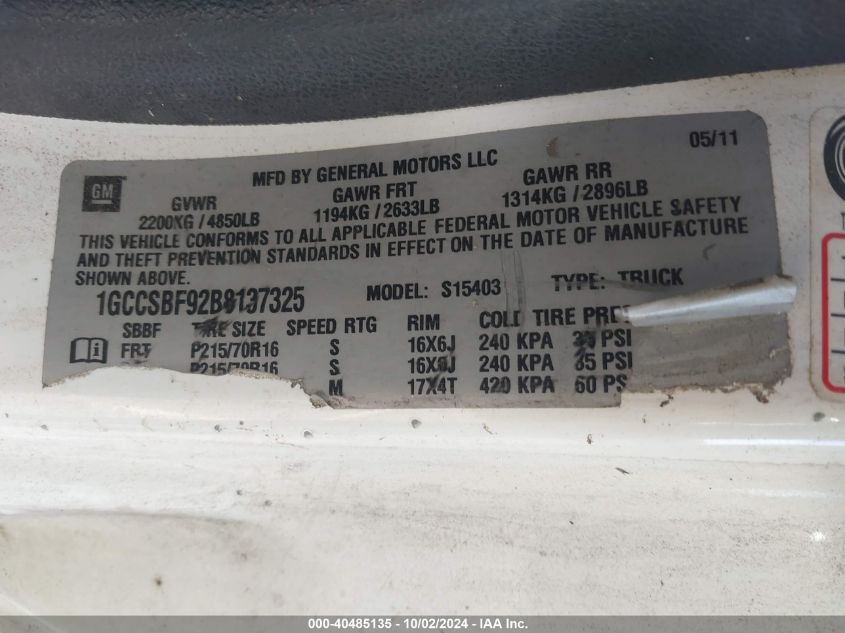 05/11
MFD BY GENERAL MOTORS LLC
GM
GVWR GAWR FRT GAWR RR
2200KG / 4850LB 1194KG / 2633LB 1314KG / 2896LB
THIS VEHICLE CONFORMS TO ALL APPLICABLE FEDERAL MOTOR VEHICLE SAFETY
AND THEFT PREVENTION STANDARDS IN EFFECT ON THE DATE OF MANUFACTURE
SHOWN ABOVE.
1GCCSBF92B8137325 MODEL: S15403 TYPE: TRUCK
SBBF TIRE SIZE SPEED RTG RIM COLD TIRE
FRT P215/70R16 S 16X6J 240 KPA 35 PSI
P215/70R16 S 16X6J 240 KPA 35 PSI
M 17X4T 420 KPA 60 PS
000-40485135 - 10/02/2024 - IAA Inc.